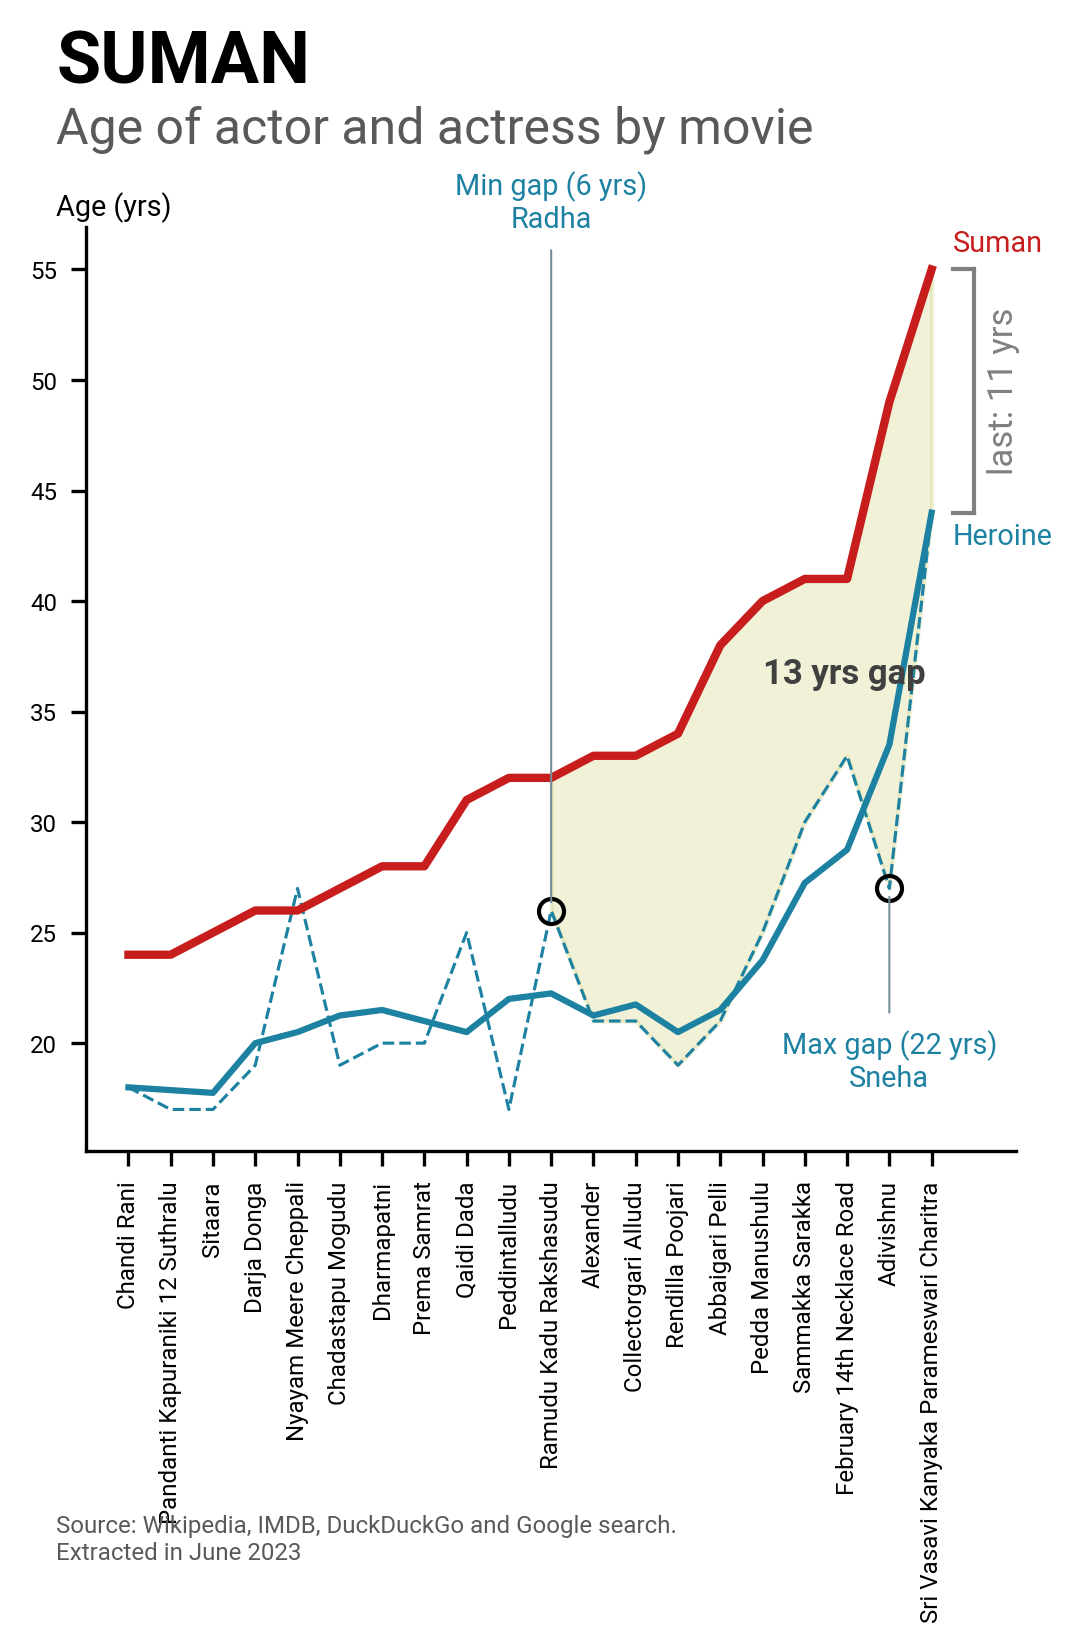 SUMAN
Age of actor and actress by movie
Min gap (6 yrs)
Radha
Age (yrs)
Suman
55
50
45
40
35
30
25
20
last: 11 yrs
Heroine
13 yrs gap
Max gap (22 yrs)
Sneha
Chandi Rani
Pandanti Kapuraniki 12 Suthralu
Sitaara
Darja Donga
Nyayam Meere Cheppali
Chadastapu Mogudu
Dharmapatni
Prema Samrat
Qaidi Dada
Peddintalludu
Ramudu Kadu Rakshasudu
Alexander
Collectorgari Alludu
Rendilla Poojari
Abbaigari Pelli
Pedda Manushulu
Sammakka Sarakka
February 14th Necklace Road
Adivishnu
Sri Vasavi Kanyaka Parameswari Charitra
Source: Wikipedia, IMDB, DuckDuckGo and Google search.
Extracted in June 2023